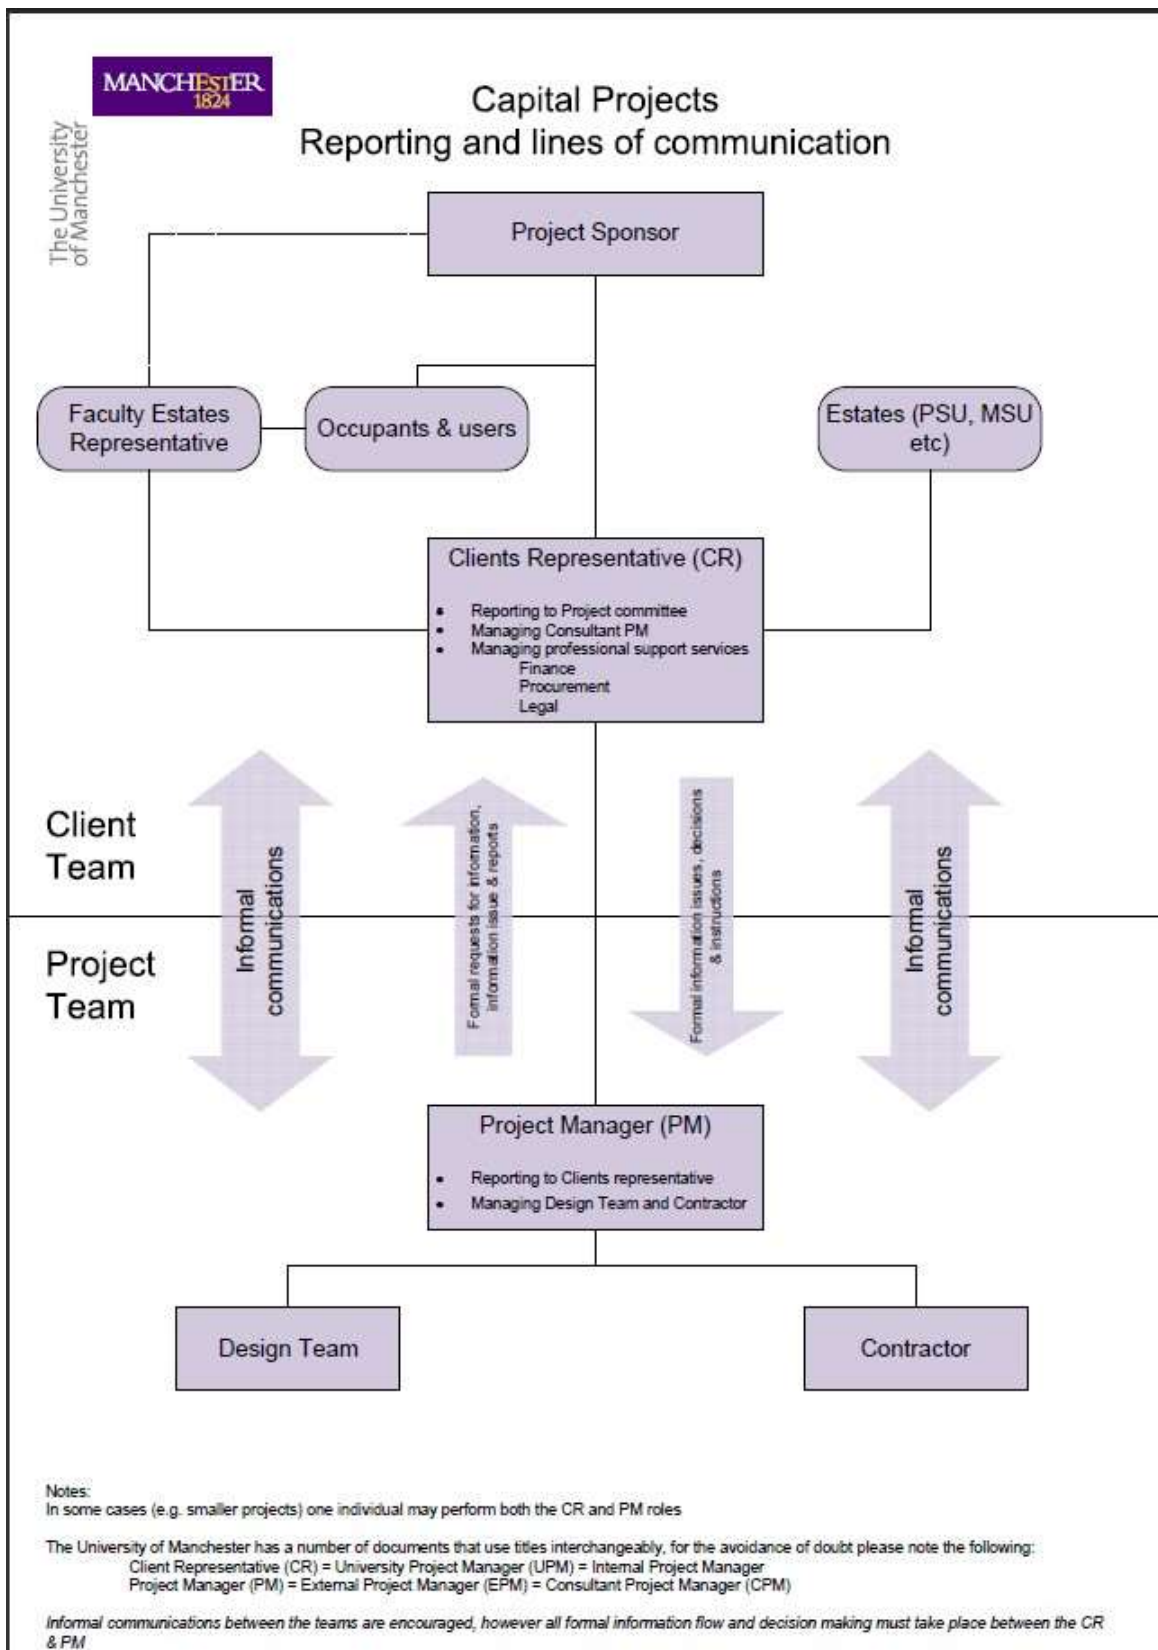 MANCHESTER
1824
The University
of Manchester
Capital Projects
Reporting and lines of communication
Project Sponsor
Faculty Estates
Representative
Occupants & users
Estates (PSU, MSU
etc)
Clients Representative (CR)
• Reporting to Project committee
• Managing Consultant PM
• Managing professional support services
Finance
Procurement
Legal
Client
Team
Project
Team
Informal
communications
Formal requests for information,
information issue & reports
Formal information issues, decisions
& instructions
Informal
communications
Project Manager (PM)
• Reporting to Clients representative
• Managing Design Team and Contractor
Design Team
Contractor
Notes:
In some cases (e.g. smaller projects) one individual may perform both the CR and PM roles
The University of Manchester has a number of documents that use titles interchangeably, for the avoidance of doubt please note the following:
Client Representative (CR) = University Project Manager (UPM) = Internal Project Manager
Project Manager (PM) = External Project Manager (EPM) = Consultant Project Manager (CPM)
Informal communications between the teams are encouraged, however all formal information flow and decision making must take place between the CR
& PM